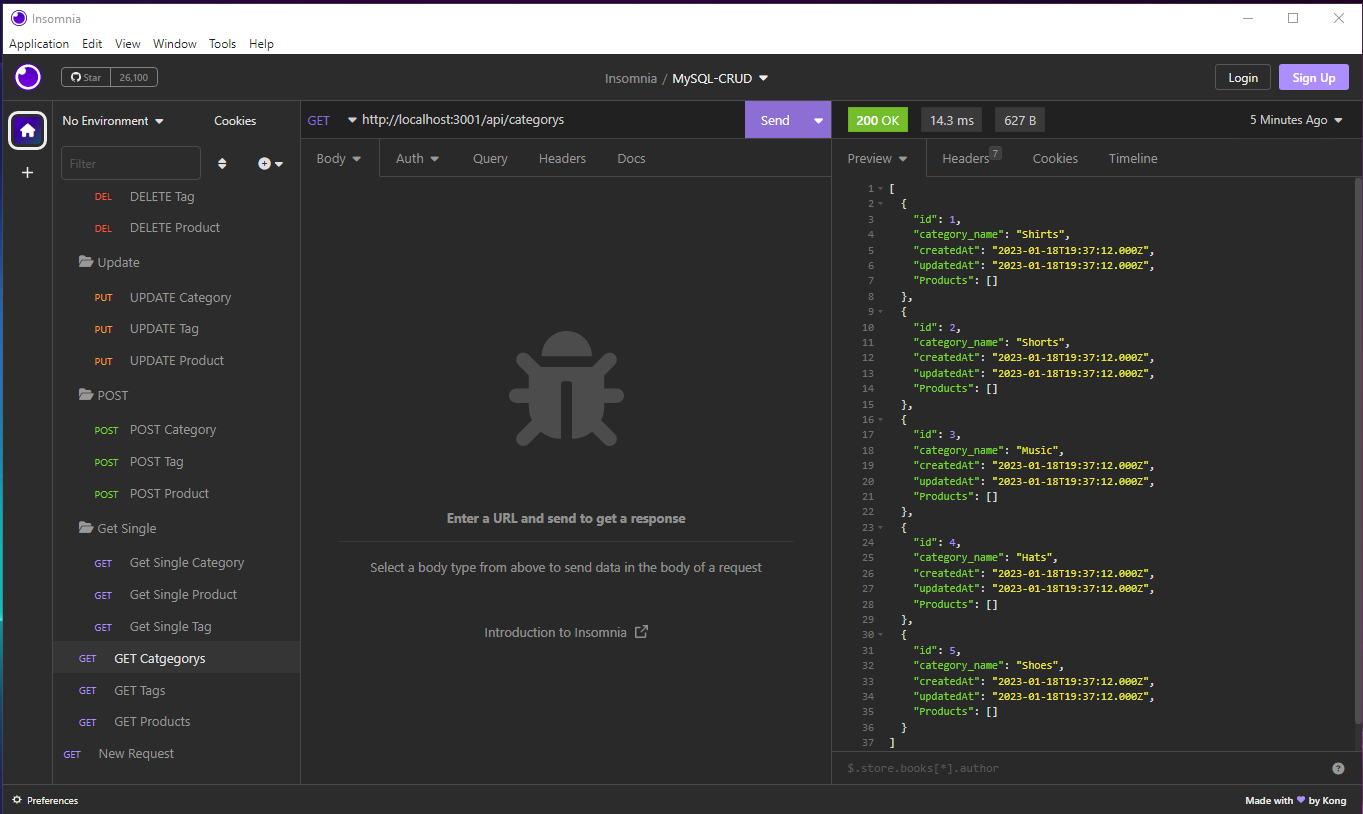 Insomnia
Application Edit View Window Tools Help
Star 26,100
Insomnia / MySQL-CRUD
Login Sign Up
No Environment Cookies
Filter
DEL DELETE Tag
DEL DELETE Product
Update
PUT UPDATE Category
PUT UPDATE Tag
PUT UPDATE Product
POST
POST POST Category
POST POST Tag
POST POST Product
Get Single
GET Get Single Category
GET Get Single Product
GET Get Single Tag
GET GET Catgegorys
GET GET Tags
GET GET Products
GET New Request
GET http://localhost:3001/api/categorys Send
Body Auth Query Headers Docs
Enter a URL and send to get a response
Select a body type from above to send data in the body of a request
Introduction to Insomnia
200 OK 14.3 ms 627 B 5 Minutes Ago
Preview Headers 7 Cookies Timeline
1 [
2 {
3 "id": 1,
4 "category_name": "Shirts",
5 "createdAt": "2023-01-18T19:37:12.000Z",
6 "updatedAt": "2023-01-18T19:37:12.000Z",
7 "Products": []
8 },
9 {
10 "id": 2,
11 "category_name": "Shorts",
12 "createdAt": "2023-01-18T19:37:12.000Z",
13 "updatedAt": "2023-01-18T19:37:12.000Z",
14 "Products": []
15 },
16 {
17 "id": 3,
18 "category_name": "Music",
19 "createdAt": "2023-01-18T19:37:12.000Z",
20 "updatedAt": "2023-01-18T19:37:12.000Z",
21 "Products": []
22 },
23 {
24 "id": 4,
25 "category_name": "Hats",
26 "createdAt": "2023-01-18T19:37:12.000Z",
27 "updatedAt": "2023-01-18T19:37:12.000Z",
28 "Products": []
29 },
30 {
31 "id": 5,
32 "category_name": "Shoes",
33 "createdAt": "2023-01-18T19:37:12.000Z",
34 "updatedAt": "2023-01-18T19:37:12.000Z",
35 "Products": []
36 }
37 ]
$.store.books[*].author
Preferences
Made with ♥ by Kong